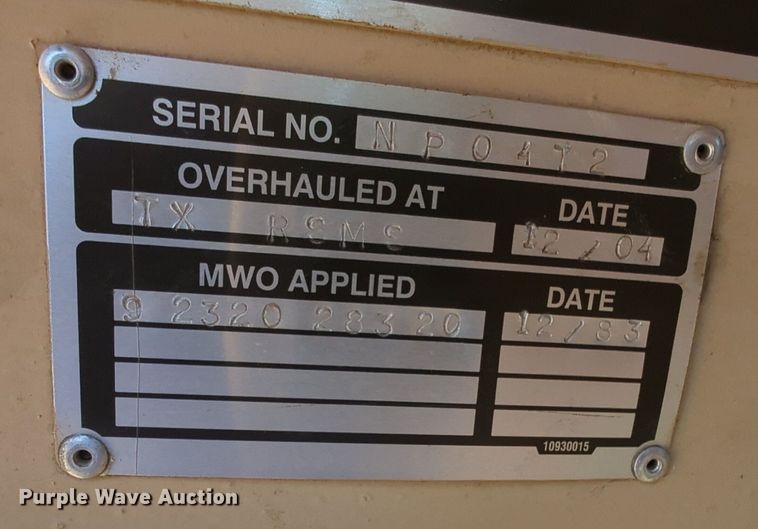 SERIAL NO. NP0472
OVERHAULED AT DATE
TX RSMS 12/04
MWO APPLIED DATE
9 2320 283 20 12/83
10930015
Purple Wave Auction